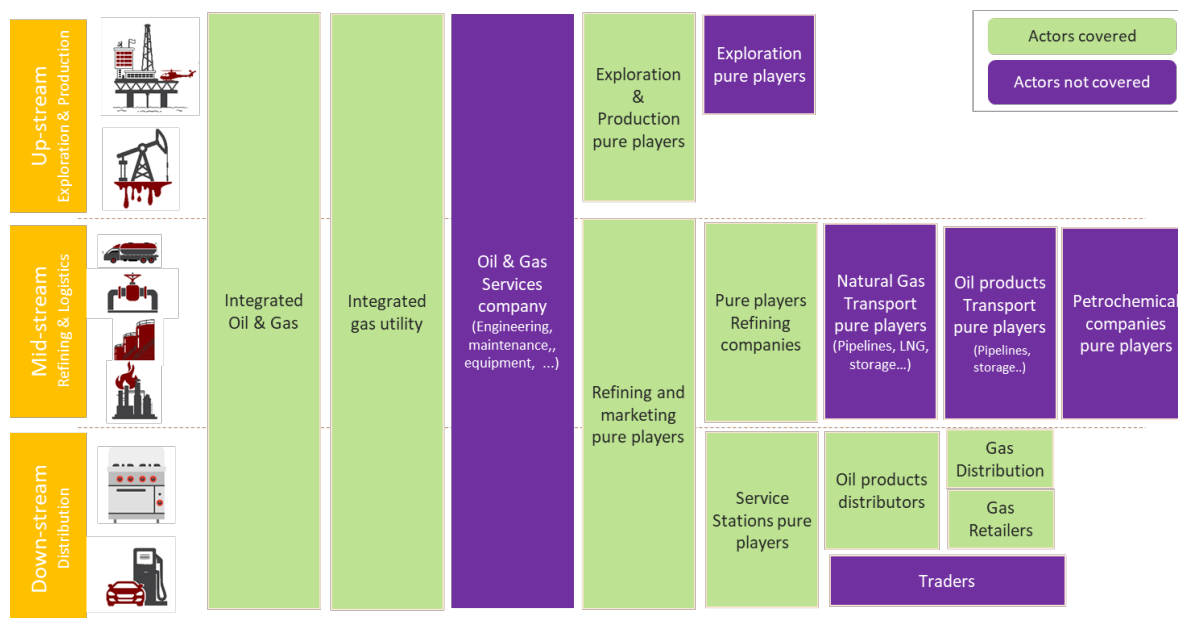 Up-stream
Exploration & Production
Mid-stream
Refining & Logistics
Down-stream
Distribution
Integrated
Oil & Gas
Integrated
gas utility
Oil & Gas
Services
company
(Engineering,
maintenance,,
equipment, ...)
Exploration
&
Production
pure players
Exploration
pure players
Actors covered
Actors not covered
Refining and
marketing
pure players
Pure players
Refining
companies
Natural Gas
Transport
pure players
(Pipelines, LNG,
storage...)
Oil products
Transport
pure players
(Pipelines,
storage..)
Petrochemical
companies
pure players
Service
Stations pure
players
Oil products
distributors
Gas
Distribution
Gas
Retailers
Traders